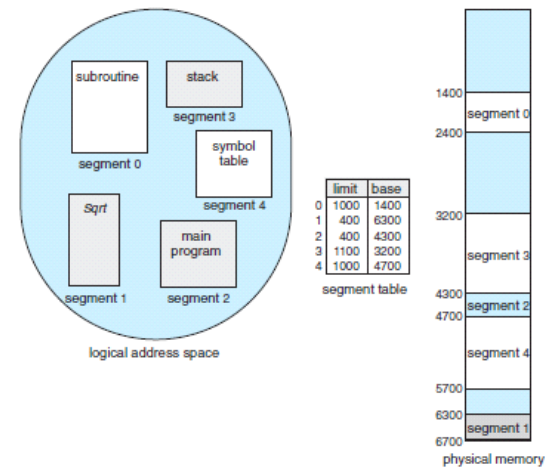 subroutine
segment 0
stack
segment 3
symbol
table
segment 4
Sqrt
segment 1
main
program
segment 2
logical address space
limit base
0 1000 1400
1 400 6300
2 400 4300
3 1100 3200
4 1000 4700
segment table
1400
segment 0
2400
3200
segment 3
4300
segment 2
4700
segment 4
5700
6300
segment 1
6700
physical memory